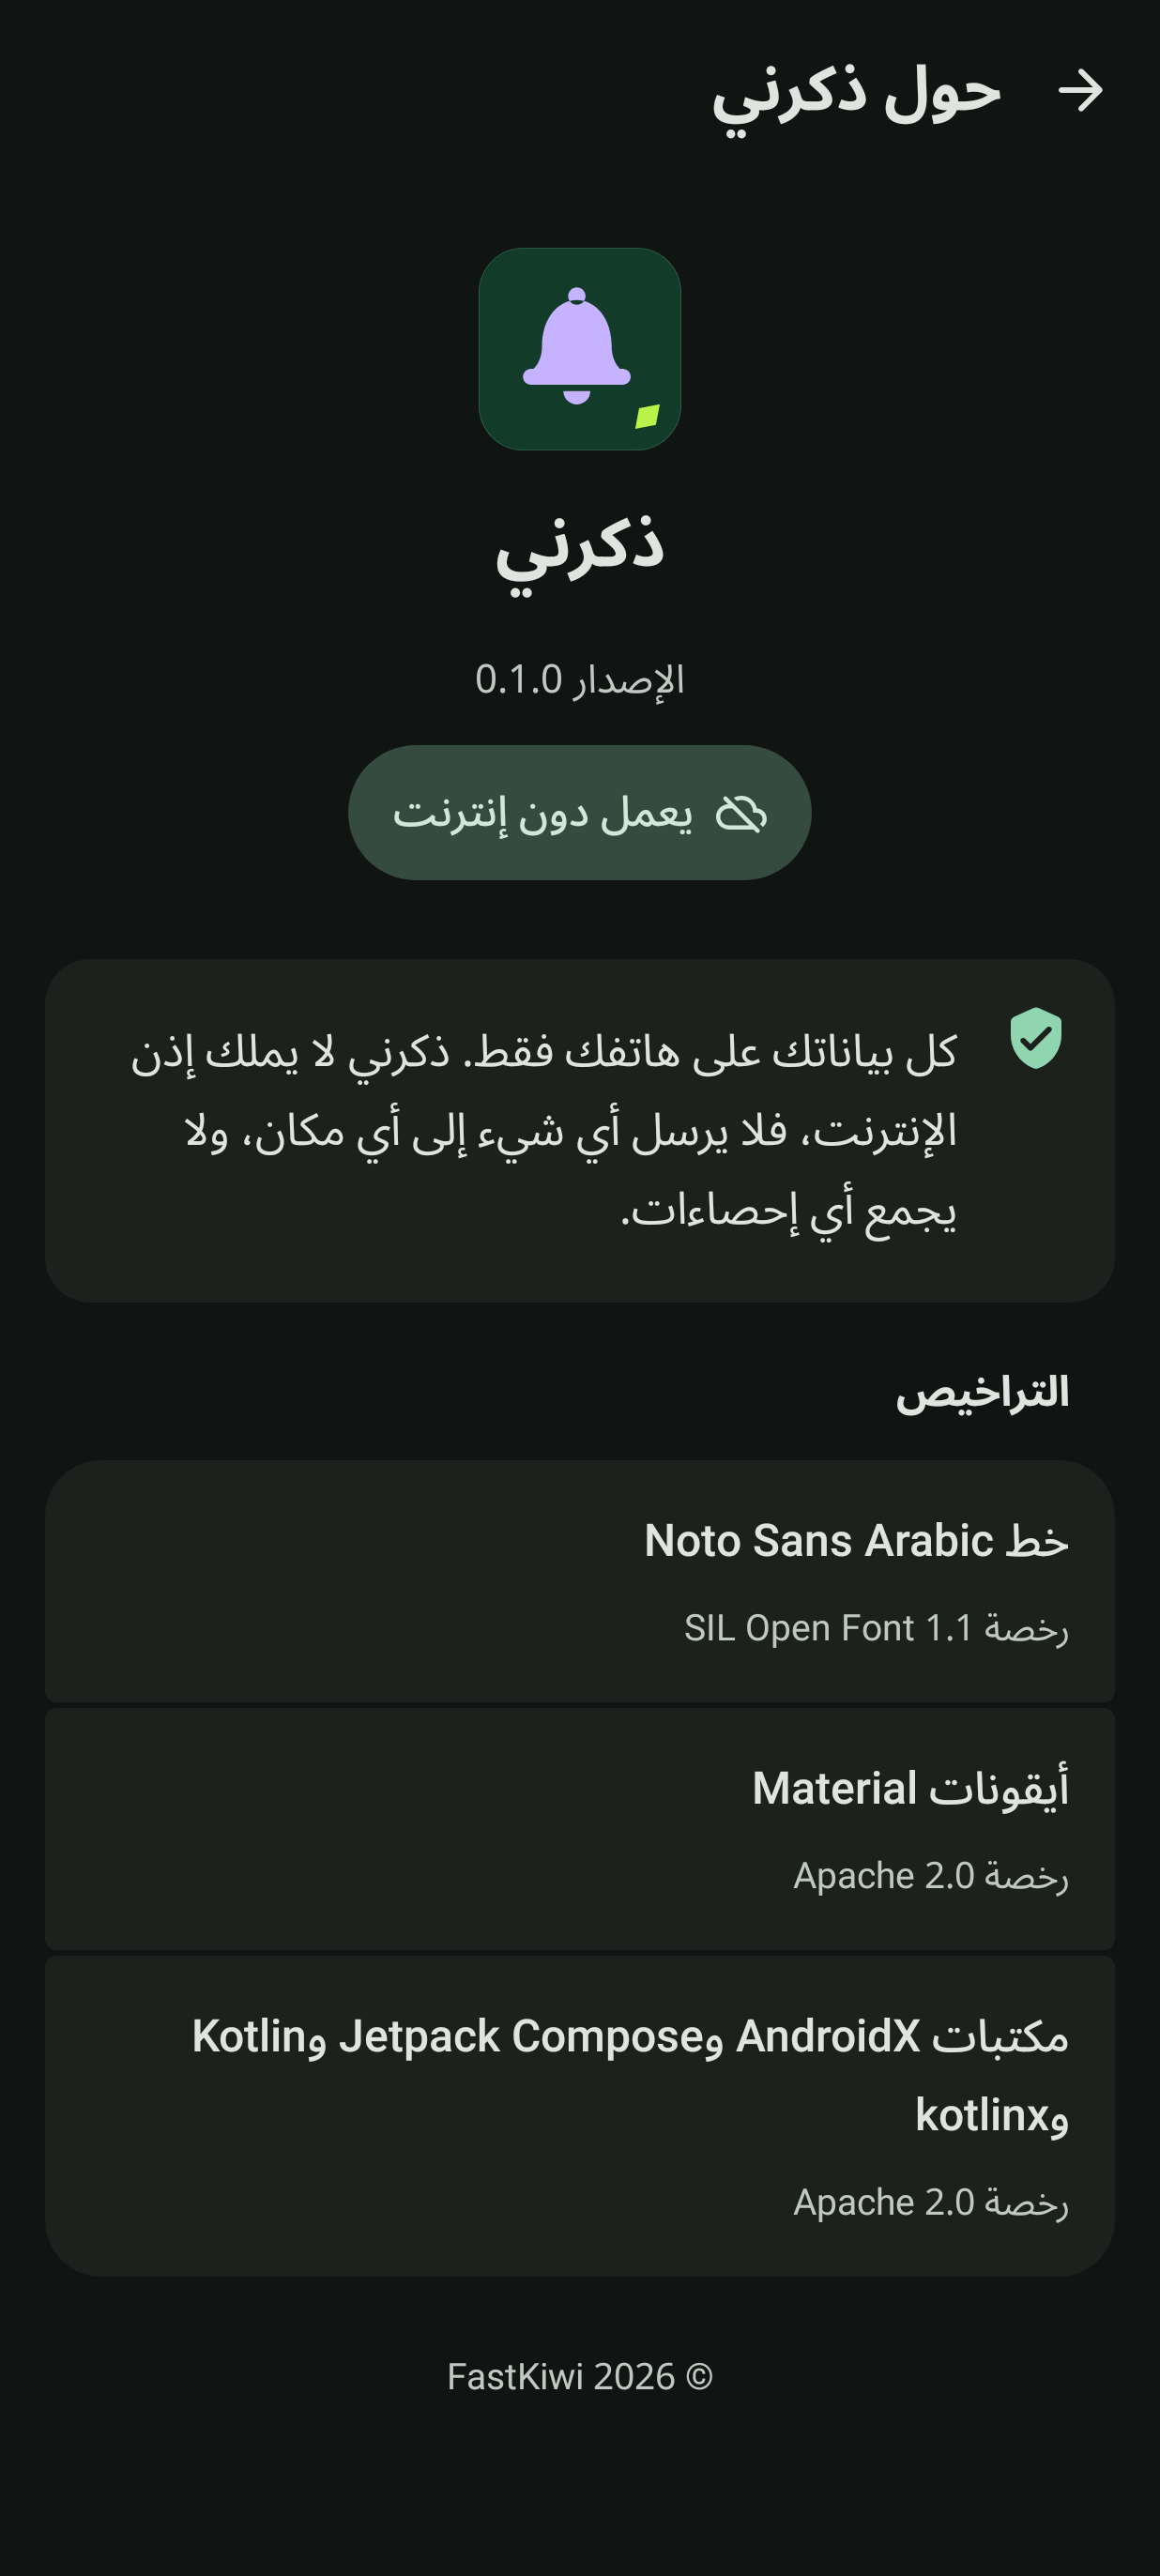 حول ذكرني
ذكرني
الإصدار 0.1.0
يعمل دون إنترنت
كل بياناتك على هاتفك فقط. ذكرني لا يملك إذن
الإنترنت، فلا يرسل أي شيء إلى أي مكان، ولا
يجمع أي إحصاءات.
التراخيص
خط Noto Sans Arabic
رخصة SIL Open Font 1.1
أيقونات Material
رخصة Apache 2.0
مكتبات AndroidX وJetpack Compose وKotlin
وkotlinx
رخصة Apache 2.0
© 2026 FastKiwi